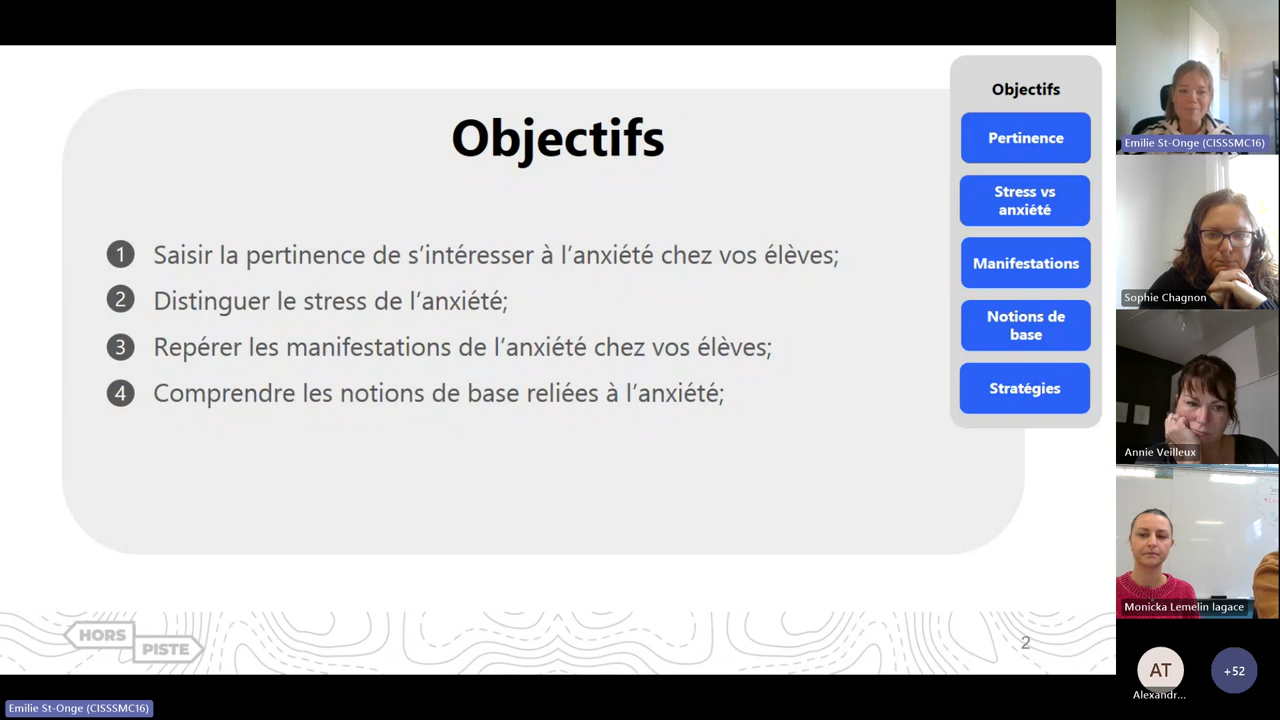 Objectifs
1 Saisir la pertinence de s’intéresser à l’anxiété chez vos élèves;
2 Distinguer le stress de l’anxiété;
3 Repérer les manifestations de l’anxiété chez vos élèves;
4 Comprendre les notions de base reliées à l’anxiété;
Objectifs
Pertinence
Stress vs
anxiété
Manifestations
Notions de
base
Stratégies
HORS
PISTE
2
Emilie St-Onge (CISSSMC16)
Emilie St-Onge (CISSSMC16)
Sophie Chagnon
Annie Veilleux
Monicka Lemelin lagace
AT
Alexandr...
+52